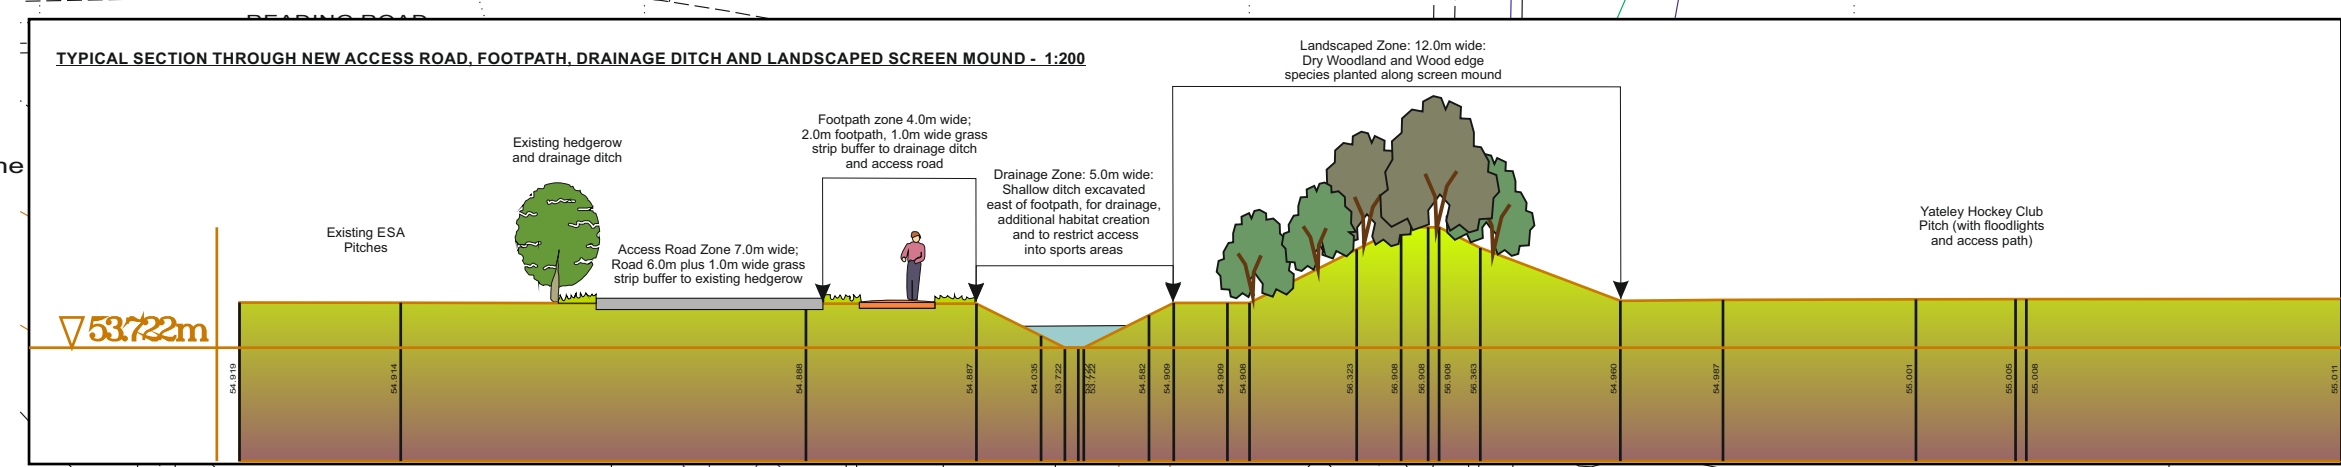 READING ROAD
TYPICAL SECTION THROUGH NEW ACCESS ROAD, FOOTPATH, DRAINAGE DITCH AND LANDSCAPED SCREEN MOUND - 1:200
Landscaped Zone: 12.0m wide:
Dry Woodland and Wood edge
species planted along screen mound
Footpath zone 4.0m wide;
2.0m footpath, 1.0m wide grass
strip buffer to drainage ditch
and access road
Existing hedgerow
and drainage ditch
Drainage Zone: 5.0m wide:
Shallow ditch excavated
east of footpath, for drainage,
additional habitat creation
and to restrict access
into sports areas
Existing ESA
Pitches
Access Road Zone 7.0m wide;
Road 6.0m plus 1.0m wide grass
strip buffer to existing hedgerow
Yateley Hockey Club
Pitch (with floodlights
and access path)
53.722m
54.919
54.914
54.888
54.887
54.035
53.722
53.722
54.582
54.909
54.909
54.908
56.323
56.908
56.908
56.908
56.363
54.960
54.987
55.001
55.005
55.008
55.011